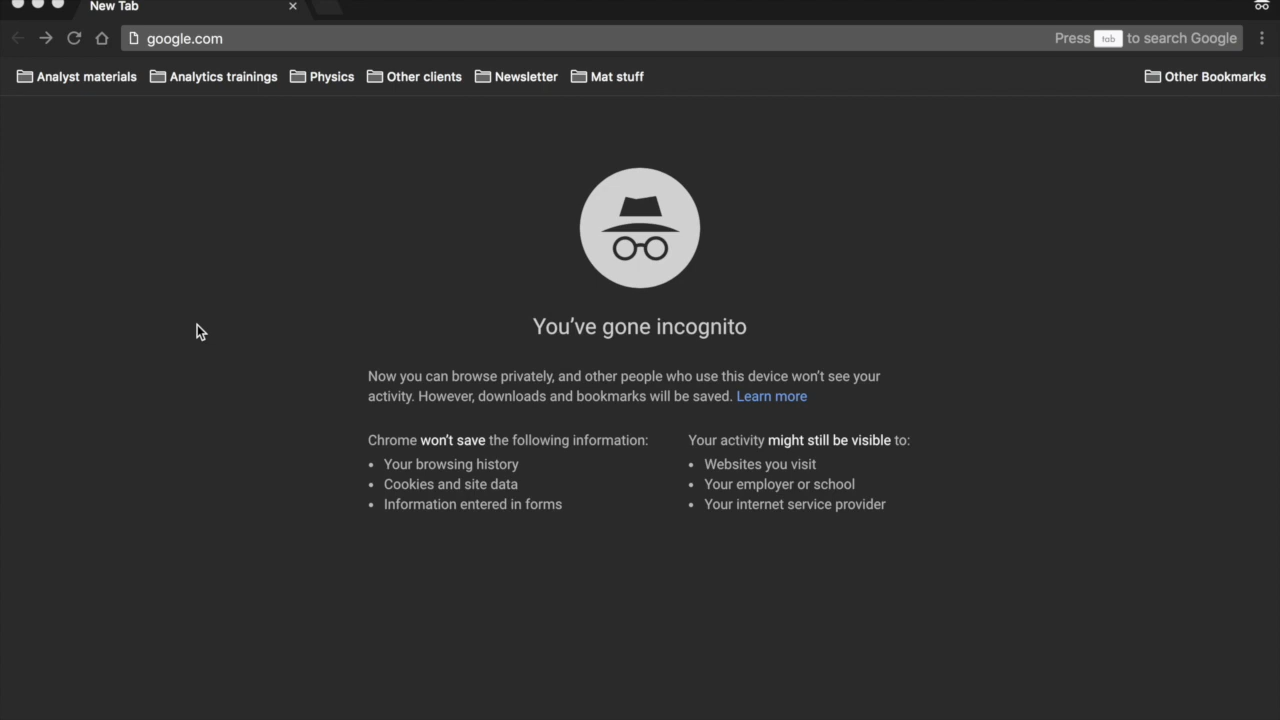 New Tab
google.com
Press tab to search Google
Analyst materials Analytics trainings Physics Other clients Newsletter Mat stuff Other Bookmarks
You’ve gone incognito
Now you can browse privately, and other people who use this device won’t see your
activity. However, downloads and bookmarks will be saved. Learn more
Chrome won’t save the following information:
• Your browsing history
• Cookies and site data
• Information entered in forms
Your activity might still be visible to:
• Websites you visit
• Your employer or school
• Your internet service provider